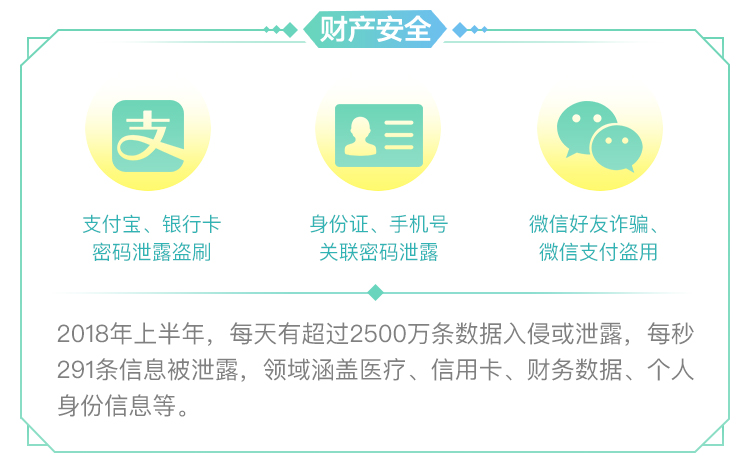 财产安全
支
支付宝、银行卡
密码泄露盗刷
身份证、手机号
关联密码泄露
微信好友诈骗、
微信支付盗用
2018年上半年，每天有超过2500万条数据入侵或泄露，每秒
291条信息被泄露，领域涵盖医疗、信用卡、财务数据、个人
身份信息等。